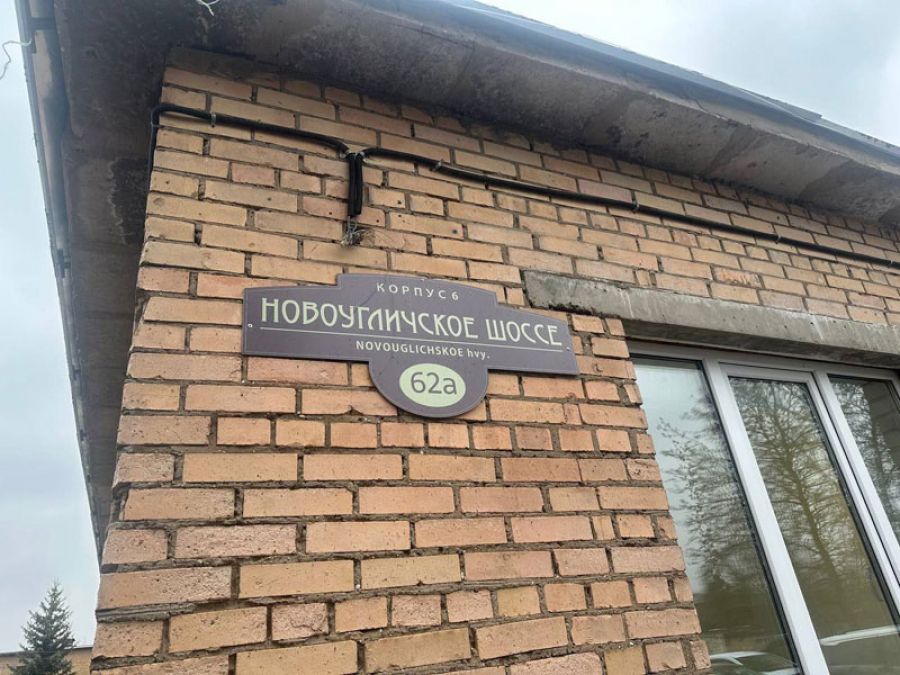 КОРПУС 6
НОВОУГЛИЧСКОЕ ШОССЕ
NOVOUGLICHSKOE hvy.
62а